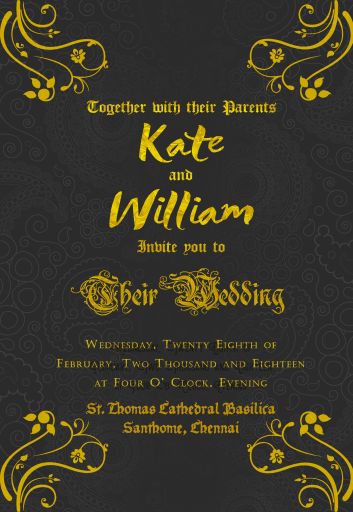 Together with their Parents
Kate
and
William
Invite you to
Their Wedding
Wednesday, Twenty Eighth of
February, Two Thousand and Eighteen
at Four O' Clock, Evening
St. Thomas Cathedral Basilica
Santhome, Chennai